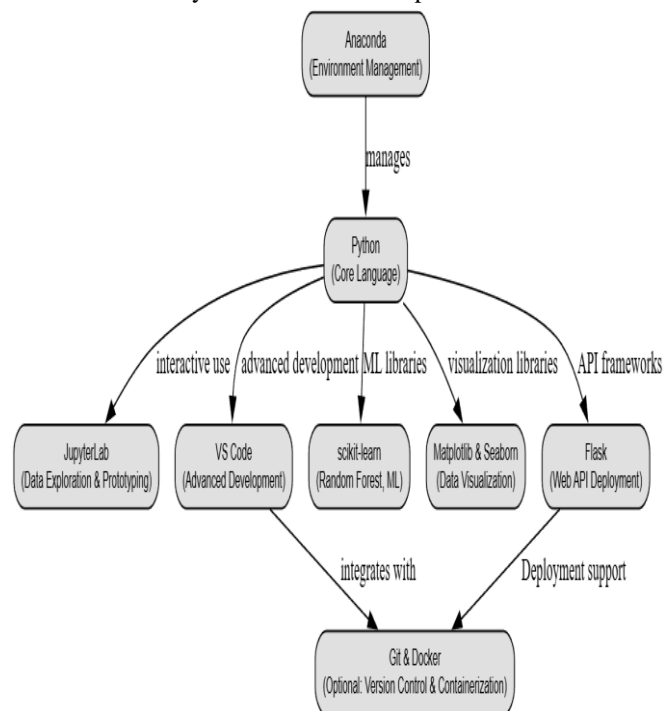 Anaconda
(Environment Management)
manages
Python
(Core Language)
interactive use advanced development ML libraries visualization libraries API frameworks
JupyterLab
(Data Exploration & Prototyping)
VS Code
(Advanced Development)
scikit-learn
(Random Forest, ML)
Matplotlib & Seaborn
(Data Visualization)
Flask
(Web API Deployment)
integrates with
Deployment support
Git & Docker
(Optional: Version Control & Containerization)